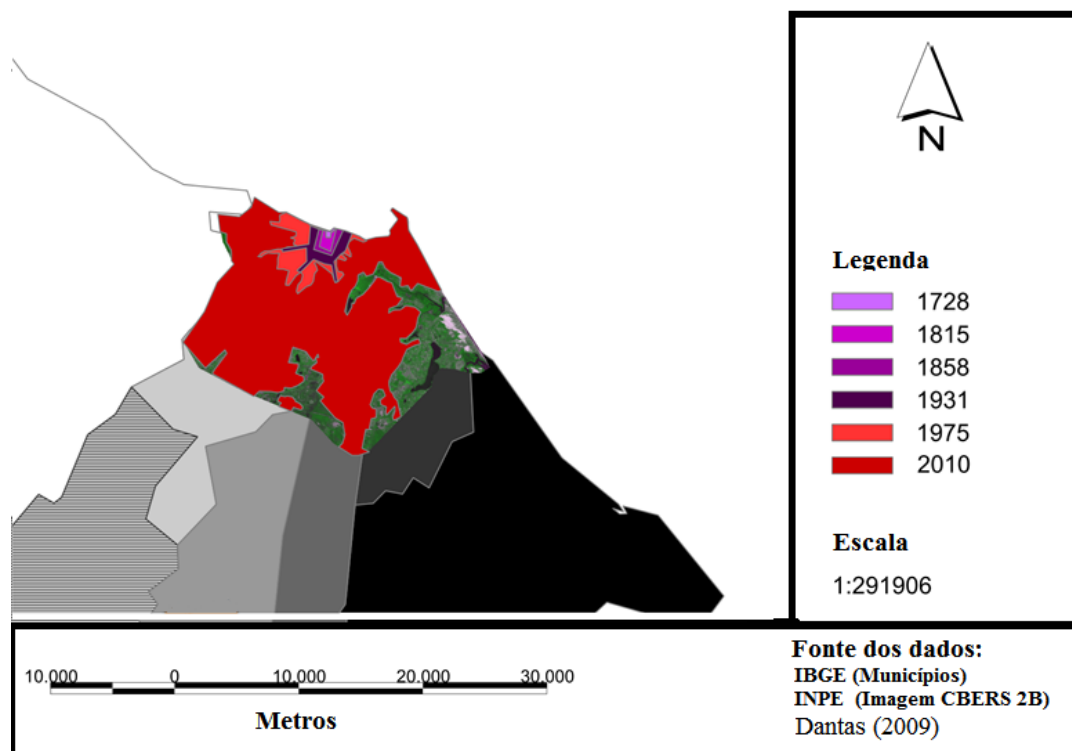 N
Legenda
1728
1815
1858
1931
1975
2010
Escala
1:291906
10.000 0 10.000 20.000 30.000
Metros
Fonte dos dados:
IBGE (Municípios)
INPE (Imagem CBERS 2B)
Dantas (2009)